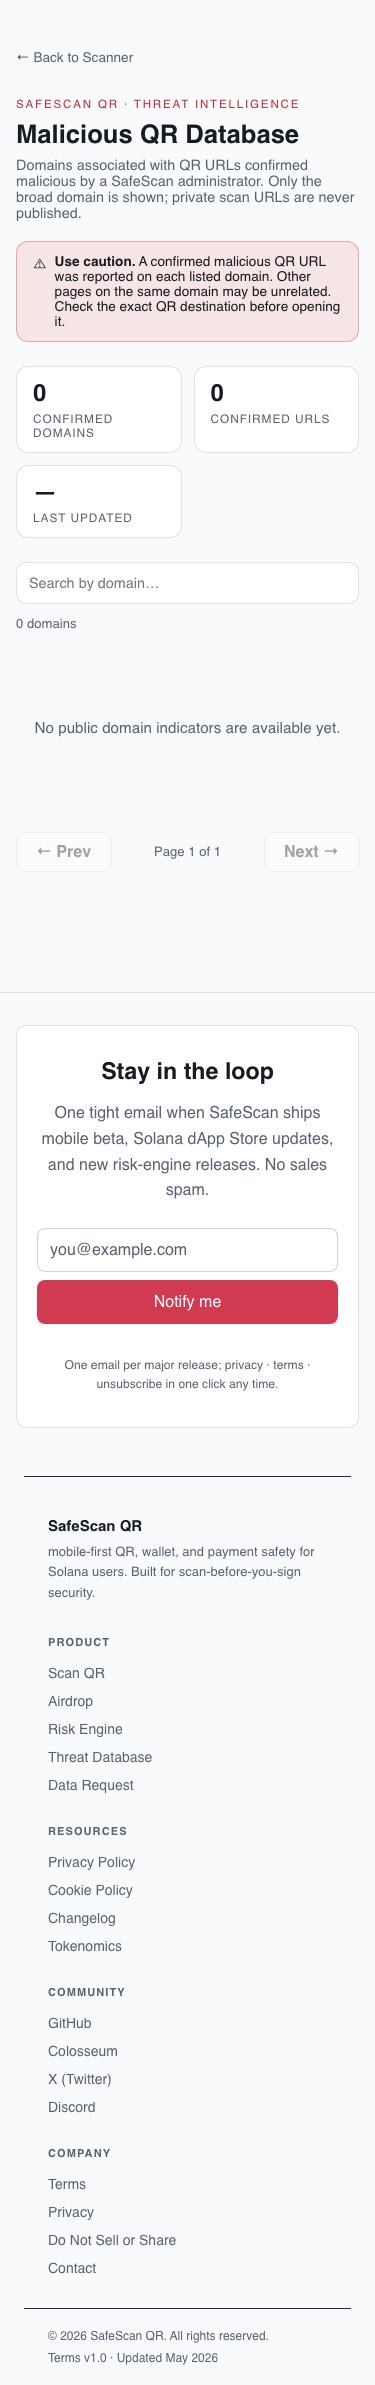 ← Back to Scanner
SAFESCAN QR · THREAT INTELLIGENCE
Malicious QR Database
Domains associated with QR URLs confirmed
malicious by a SafeScan administrator. Only the
broad domain is shown; private scan URLs are never
published.
⚠ Use caution. A confirmed malicious QR URL
was reported on each listed domain. Other
pages on the same domain may be unrelated.
Check the exact QR destination before opening
it.
0
CONFIRMED
DOMAINS
0
CONFIRMED URLS
—
LAST UPDATED
Search by domain…
0 domains
No public domain indicators are available yet.
← Prev
Page 1 of 1
Next →
Stay in the loop
One tight email when SafeScan ships
mobile beta, Solana dApp Store updates,
and new risk-engine releases. No sales
spam.
you@example.com
Notify me
One email per major release; privacy · terms ·
unsubscribe in one click any time.
SafeScan QR
mobile-first QR, wallet, and payment safety for
Solana users. Built for scan-before-you-sign
security.
PRODUCT
Scan QR
Airdrop
Risk Engine
Threat Database
Data Request
RESOURCES
Privacy Policy
Cookie Policy
Changelog
Tokenomics
COMMUNITY
GitHub
Colosseum
X (Twitter)
Discord
COMPANY
Terms
Privacy
Do Not Sell or Share
Contact
© 2026 SafeScan QR. All rights reserved.
Terms v1.0 · Updated May 2026